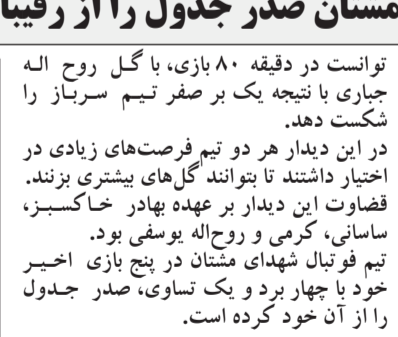 مستان صدر جدول را از رقیبا
توانست در دقیقه ۸۰ بازی، با گل روح اله
جباری با نتیجه یک بر صفر تیم سرباز را
شکست دهد.
در این دیدار هر دو تیم فرصت‌های زیادی در
اختیار داشتند تا بتوانند گل‌های بیشتری بزنند.
قضاوت این دیدار بر عهده بهادر خاکسبز،
ساسانی، کرمی و روح‌اله یوسفی بود.
تیم فوتبال شهدای مشتان در پنج بازی اخیر
خود با چهار برد و یک تساوی، صدر جدول
را از آن خود کرده است.